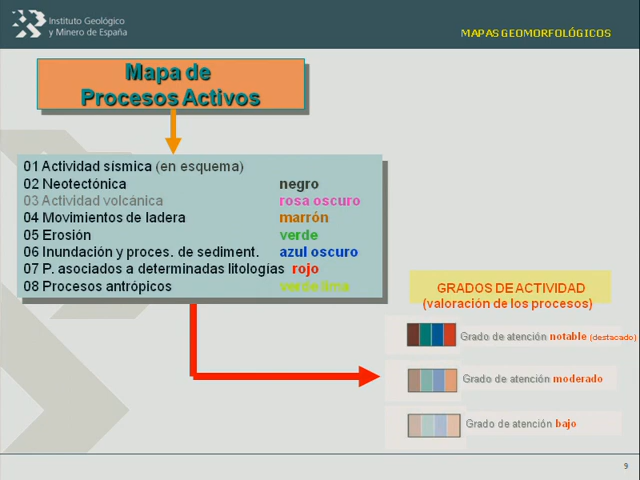 Instituto Geológico
y Minero de España
MAPAS GEOMORFOLÓGICOS
Mapa de
Procesos Activos
01 Actividad sísmica (en esquema)
02 Neotectónica negro
03 Actividad volcánica rosa oscuro
04 Movimientos de ladera marrón
05 Erosión verde
06 Inundación y proces. de sediment. azul oscuro
07 P. asociados a determinadas litologías rojo
08 Procesos antrópicos verde lima
GRADOS DE ACTIVIDAD
(valoración de los procesos)
Grado de atención notable (destacado)
Grado de atención moderado
Grado de atención bajo
9